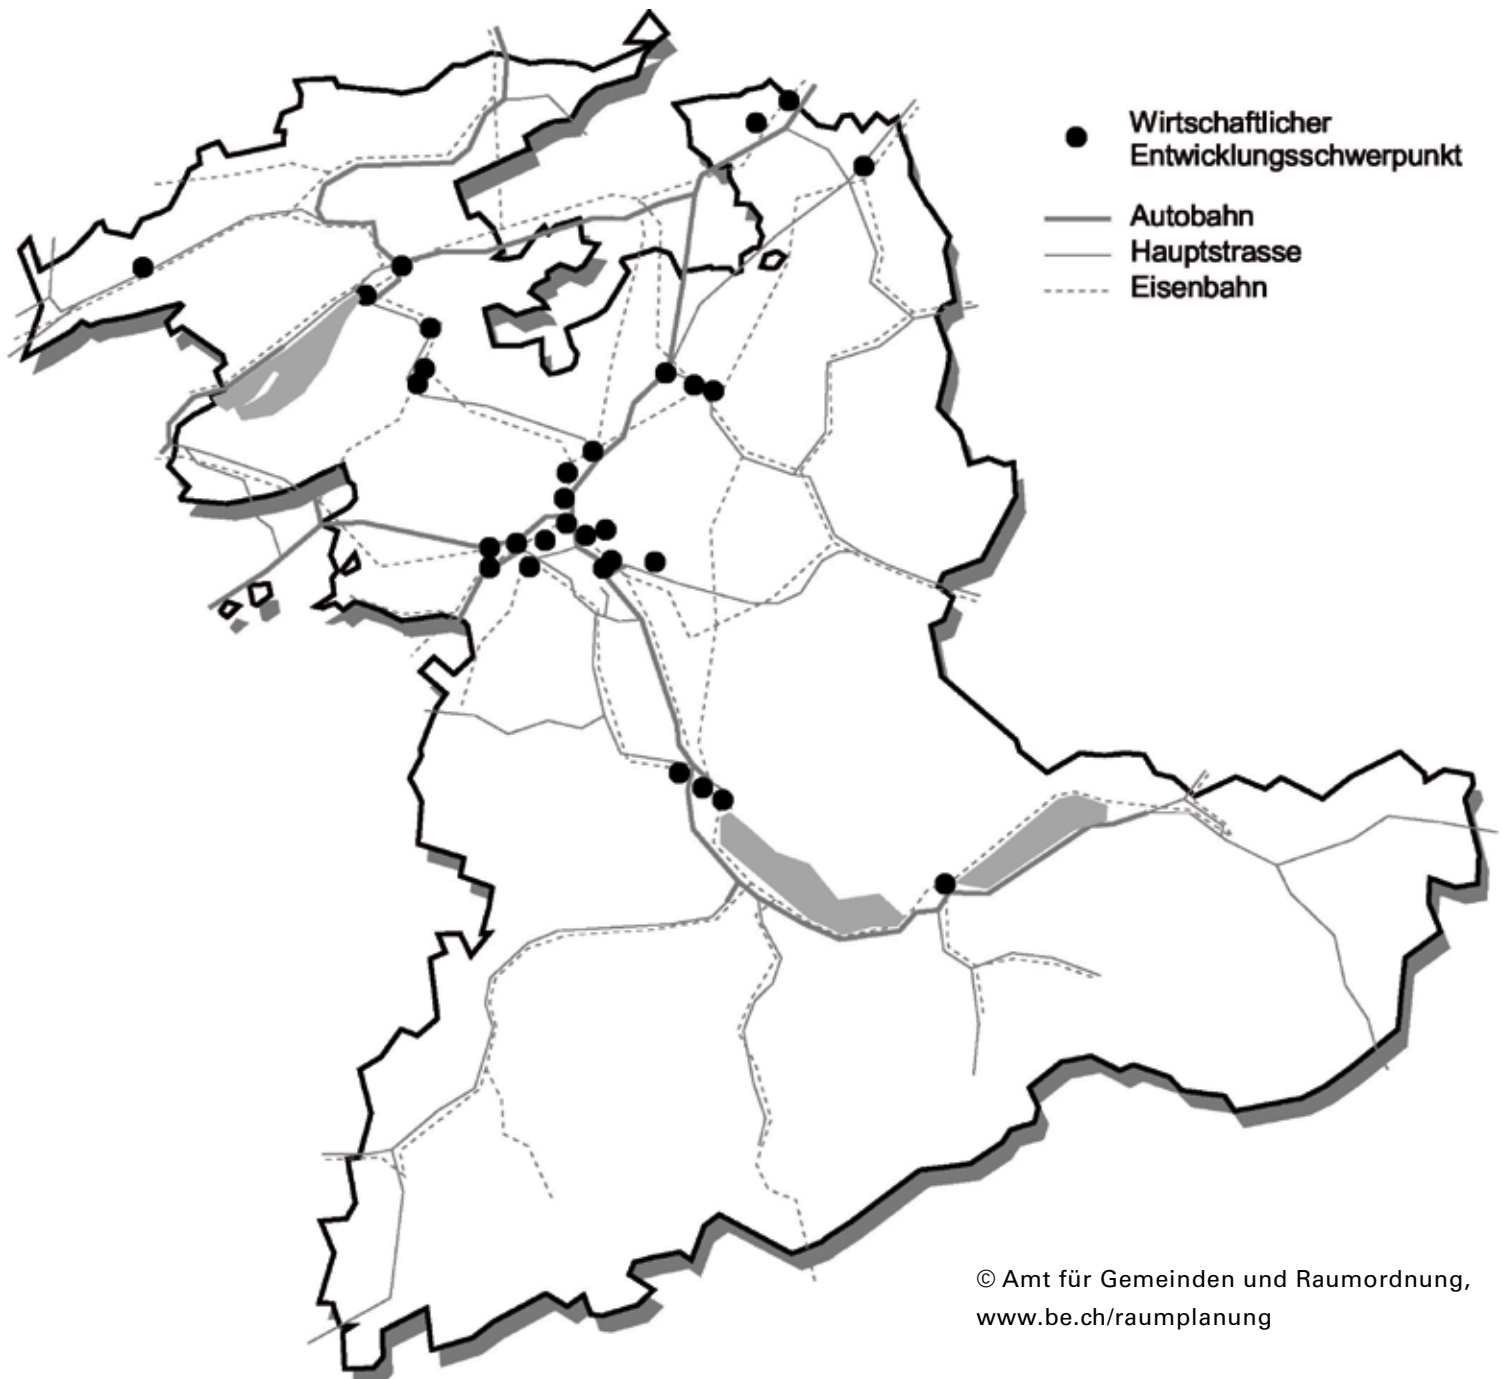 Wirtschaftlicher
Entwicklungsschwerpunkt
Autobahn
Hauptstrasse
Eisenbahn
© Amt für Gemeinden und Raumordnung,
www.be.ch/raumplanung